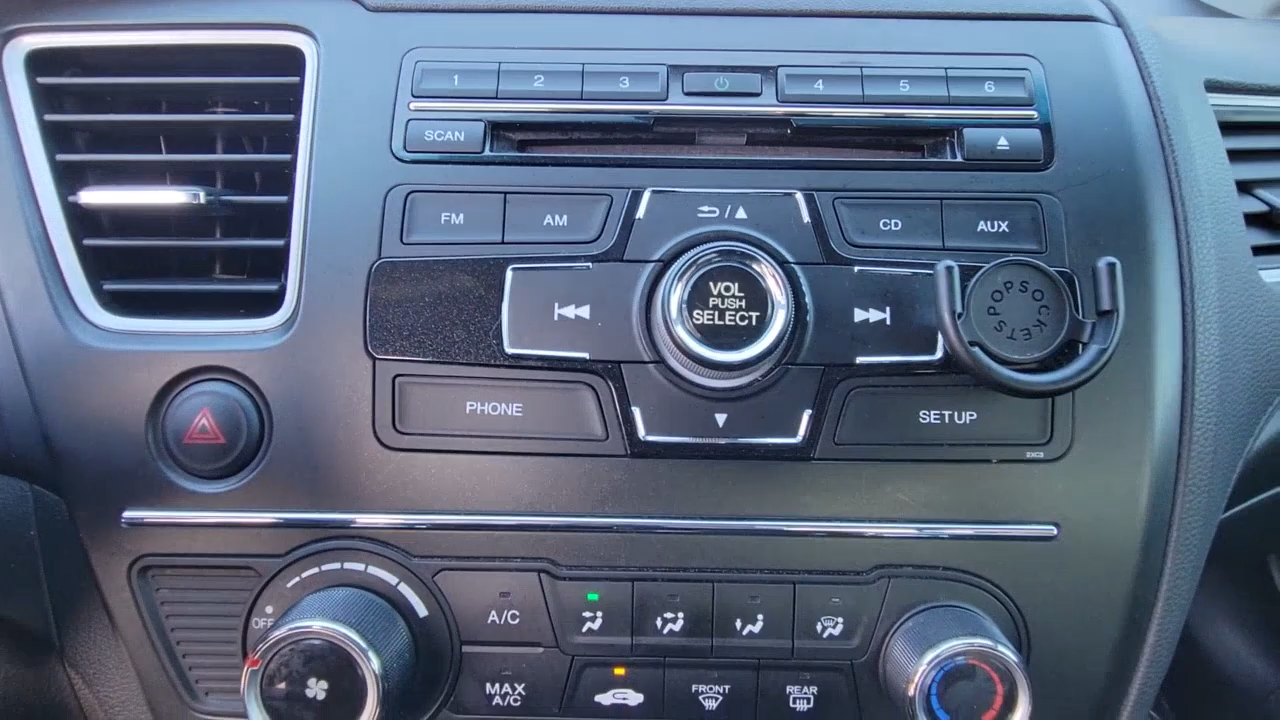 1 2 3 4 5 6
SCAN
FM AM CD AUX
VOL
PUSH
SELECT
POPSOCKETS
PHONE SETUP
2XC3
OFF
A/C
MAX
A/C
FRONT
REAR